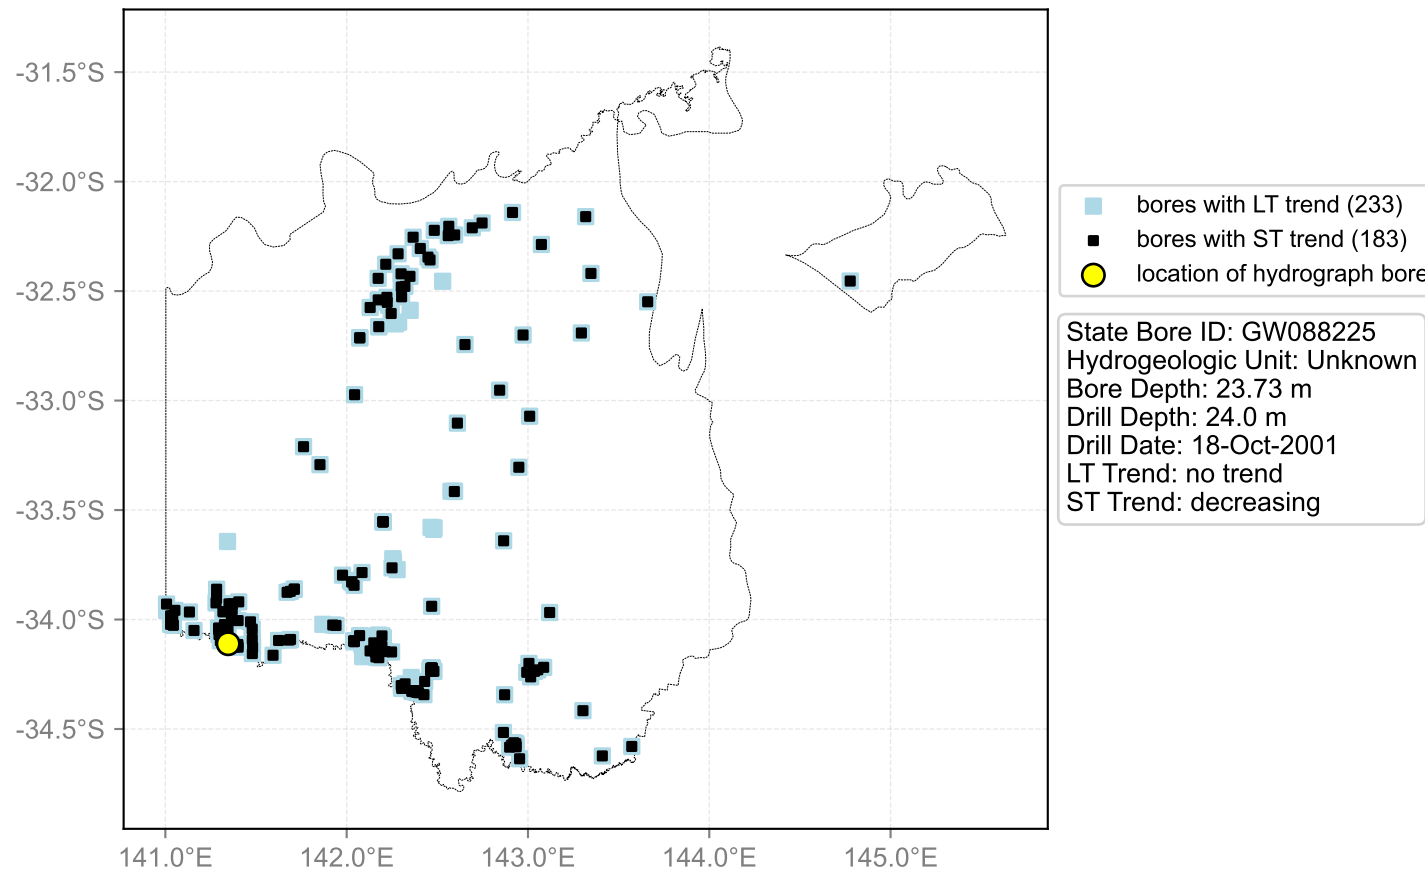 -31.5°S
-32.0°S
-32.5°S
-33.0°S
-33.5°S
-34.0°S
-34.5°S
141.0°E
142.0°E
143.0°E
144.0°E
145.0°E
bores with LT trend (233)
bores with ST trend (183)
location of hydrograph bore
State Bore ID: GW088225
Hydrogeologic Unit: Unknown
Bore Depth: 23.73 m
Drill Depth: 24.0 m
Drill Date: 18-Oct-2001
LT Trend: no trend
ST Trend: decreasing